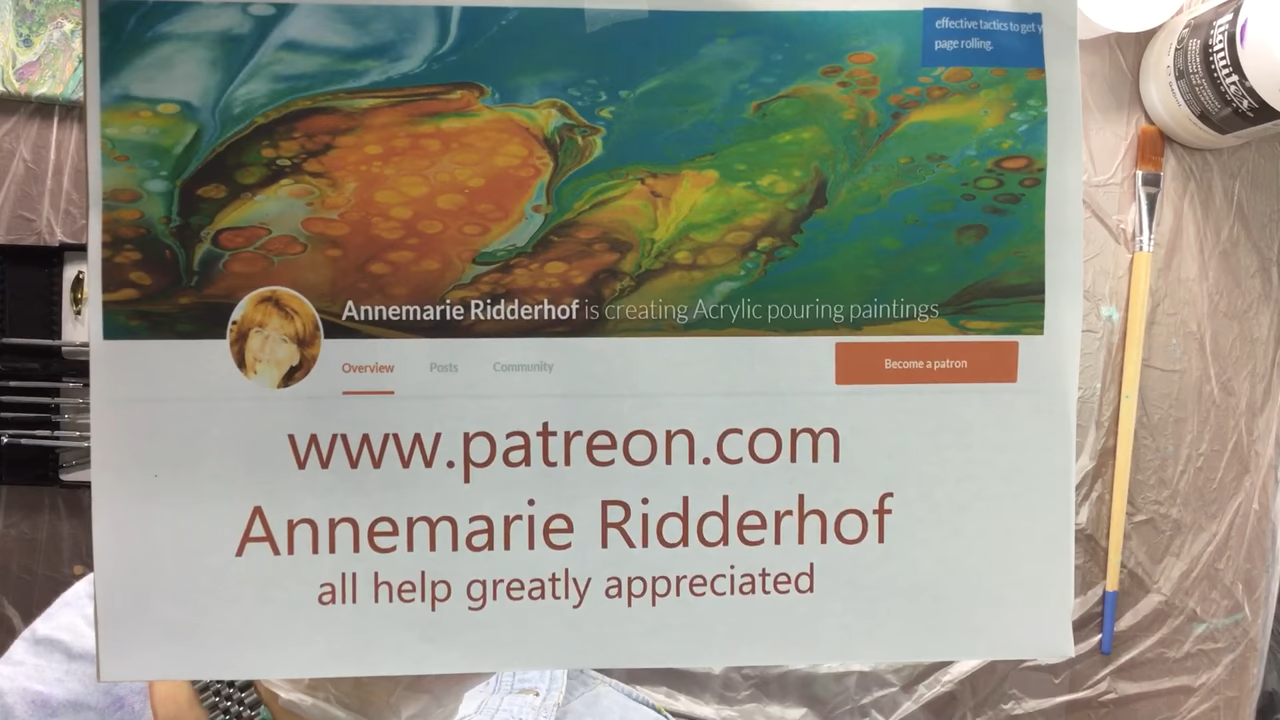 effective tactics to get y
page rolling.
liquitex
Annemarie Ridderhof is creating Acrylic pouring paintings
Overview
Posts
Community
Become a patron
www.patreon.com
Annemarie Ridderhof
all help greatly appreciated